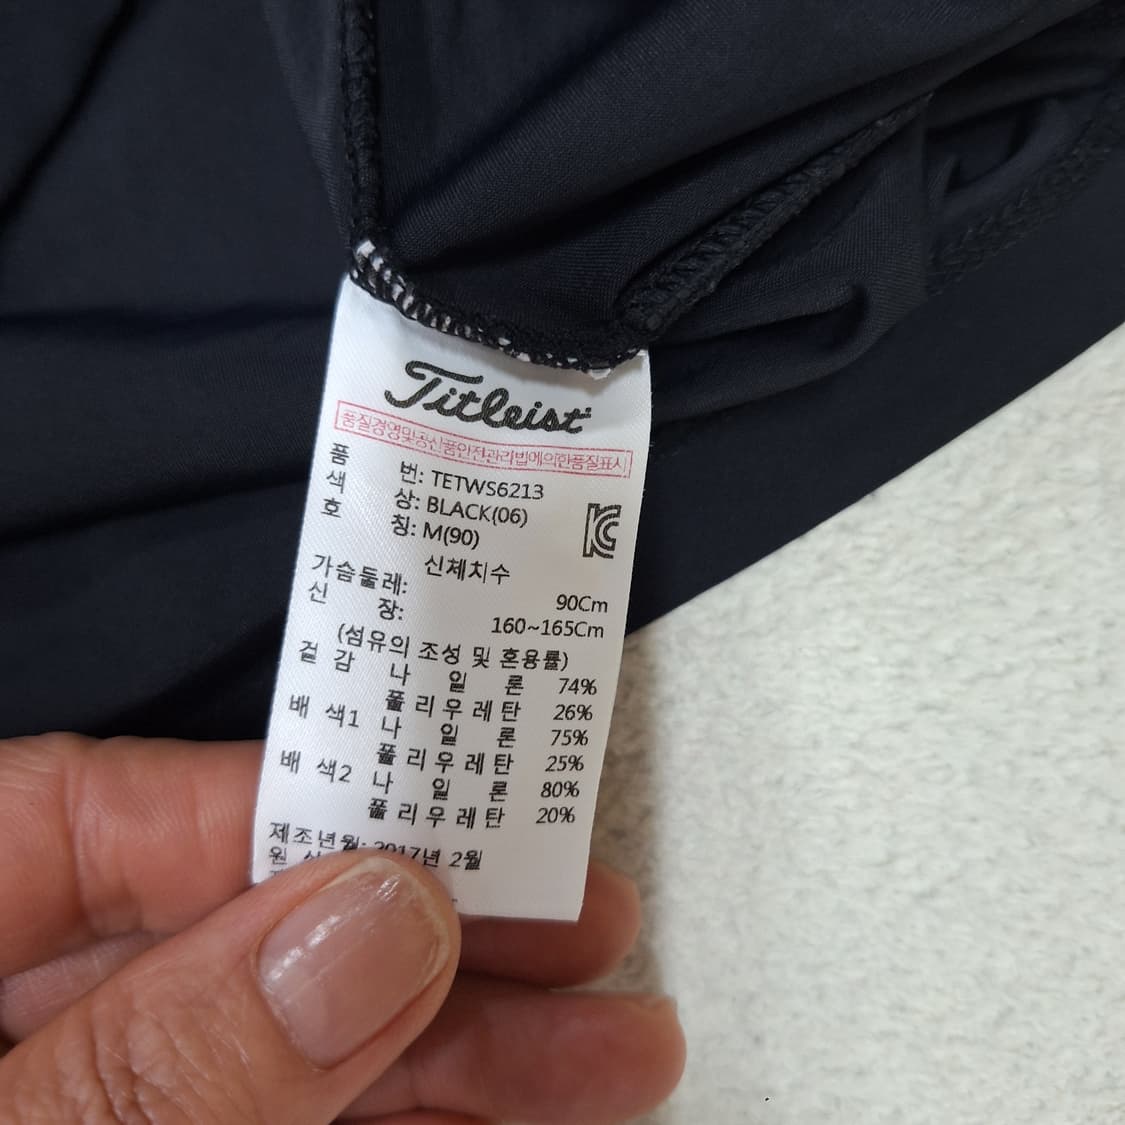 Titleist
품질경영및공산품안전관리법에의한품질표시
품 번: TETWS6213
색 상: BLACK(06)
호 칭: M(90)
신체치수
가슴둘레: 90Cm
신 장: 160~165Cm
(섬유의 조성 및 혼용률)
겉 감 나 일 론 74%
폴 리 우 레 탄 26%
배 색1 나 일 론 75%
폴 리 우 레 탄 25%
배 색2 나 일 론 80%
폴 리 우 레 탄 20%
제조년월: 2017년 2월
원